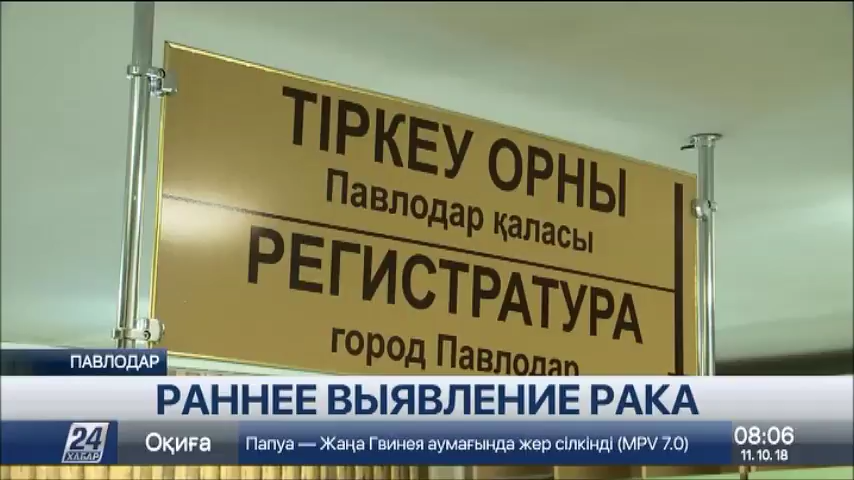 ТІРКЕУ ОРНЫ
Павлодар қаласы
РЕГИСТРАТУРА
город Павлодар
ПАВЛОДАР
РАННЕЕ ВЫЯВЛЕНИЕ РАКА
24
ХАБАР
Оқиға
Папуа — Жаңа Гвинея аумағында жер сілкінді (MPV 7.0)
08:06
11.10.18